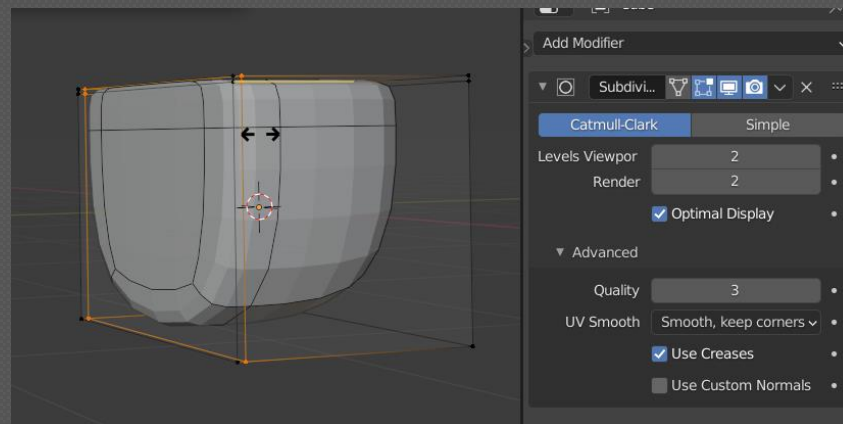 Add Modifier
Subdivi...
Catmull-Clark Simple
Levels Viewpor 2
Render 2
Optimal Display
Advanced
Quality 3
UV Smooth Smooth, keep corners
Use Creases
Use Custom Normals